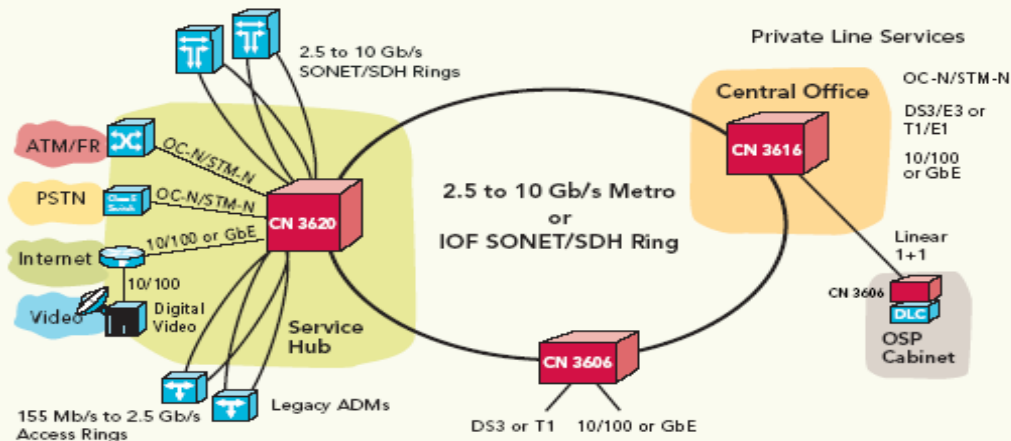 2.5 to 10 Gb/s
SONET/SDH Rings
Private Line Services
Central Office
CN 3616
OC-N/STM-N
DS3/E3 or
T1/E1
10/100
or GbE
ATM/FR
OC-N/STM-N
PSTN
Class 5
Switch
OC-N/STM-N
CN 3620
2.5 to 10 Gb/s Metro
or
IOF SONET/SDH Ring
Internet
10/100 or GbE
10/100
Video
Digital
Video
Service
Hub
Linear
1+1
CN 3606
DLC
OSP
Cabinet
CN 3606
155 Mb/s to 2.5 Gb/s
Access Rings
Legacy ADMs
DS3 or T1
10/100 or GbE